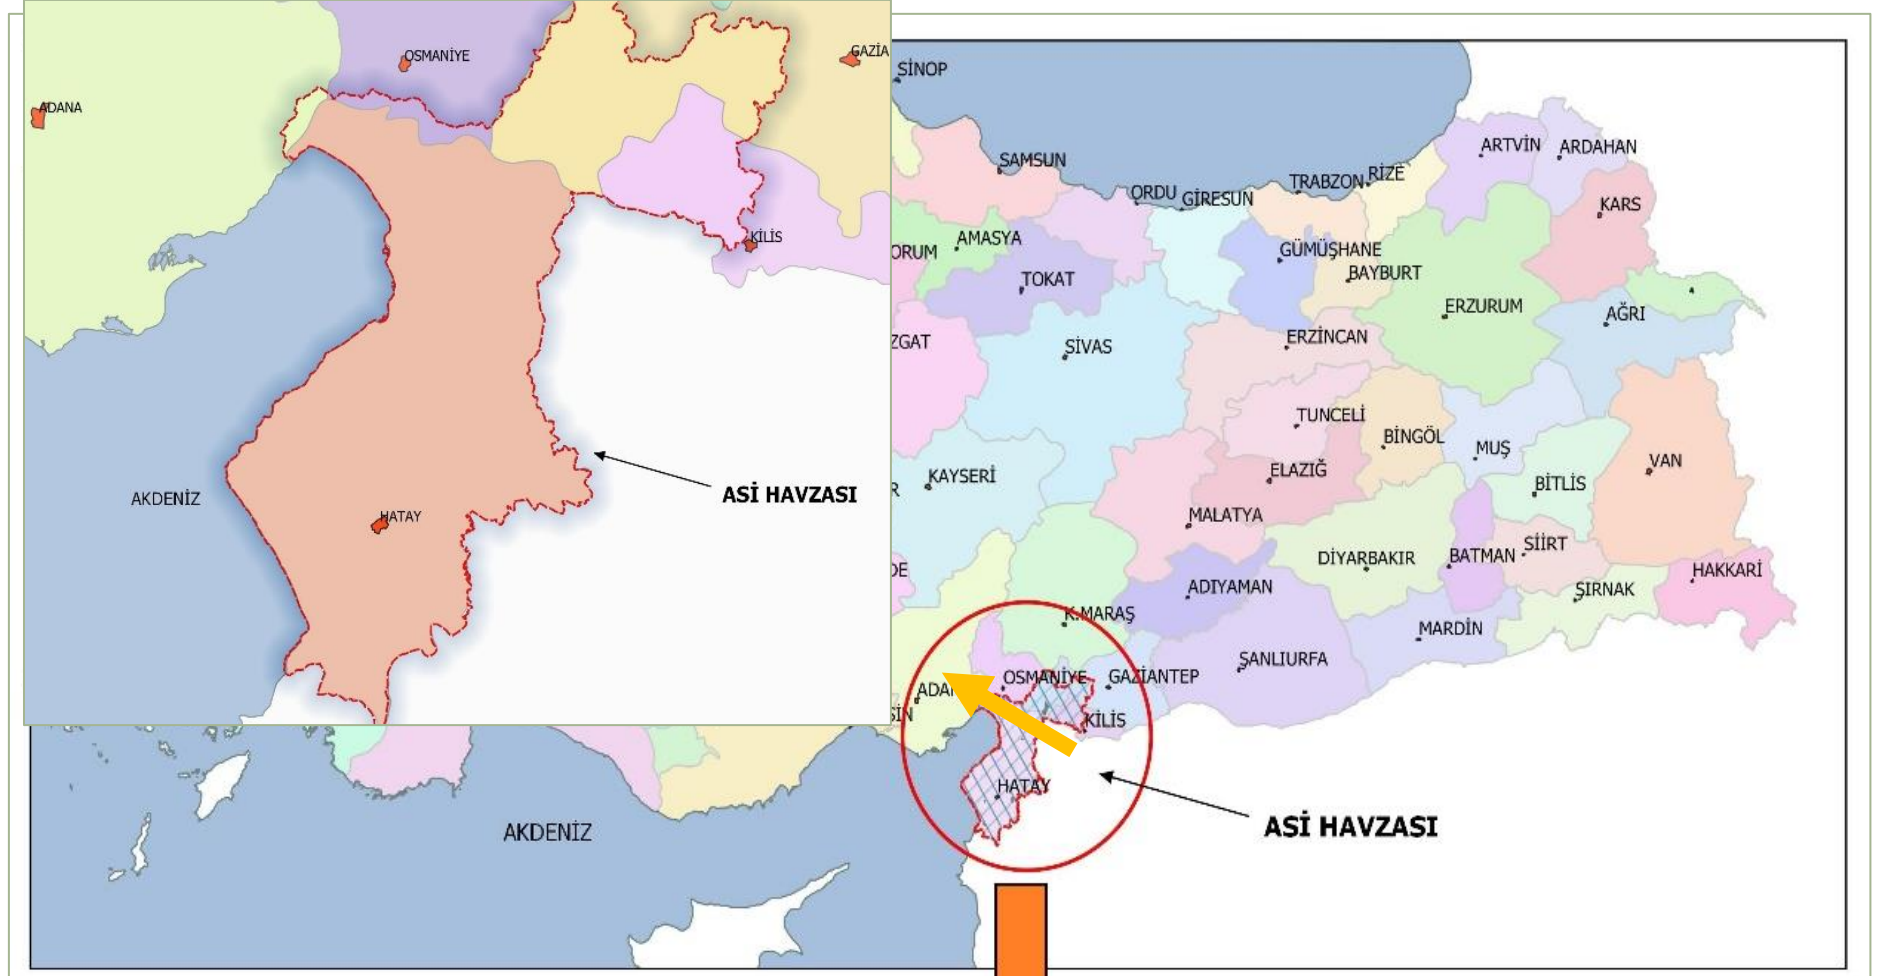 OSMANİYE
GAZİA
ADANA
KİLİS
AKDENİZ
ASİ HAVZASI
HATAY
SİNOP
SAMSUN
ORDU
GİRESUN
TRABZON
RİZE
ARTVİN
ARDAHAN
KARS
ORUM
AMASYA
TOKAT
GÜMÜŞHANE
BAYBURT
ERZURUM
AĞRI
ZGAT
SİVAS
ERZİNCAN
TUNCELİ
BİNGÖL
MUŞ
VAN
R
KAYSERİ
ELAZIĞ
BİTLİS
MALATYA
DİYARBAKIR
BATMAN
SİİRT
DE
ADIYAMAN
ŞIRNAK
HAKKARİ
K.MARAŞ
MARDİN
ŞANLIURFA
OSMANİYE
GAZİANTEP
ADA
SİN
KİLİS
HATAY
ASİ HAVZASI
AKDENİZ